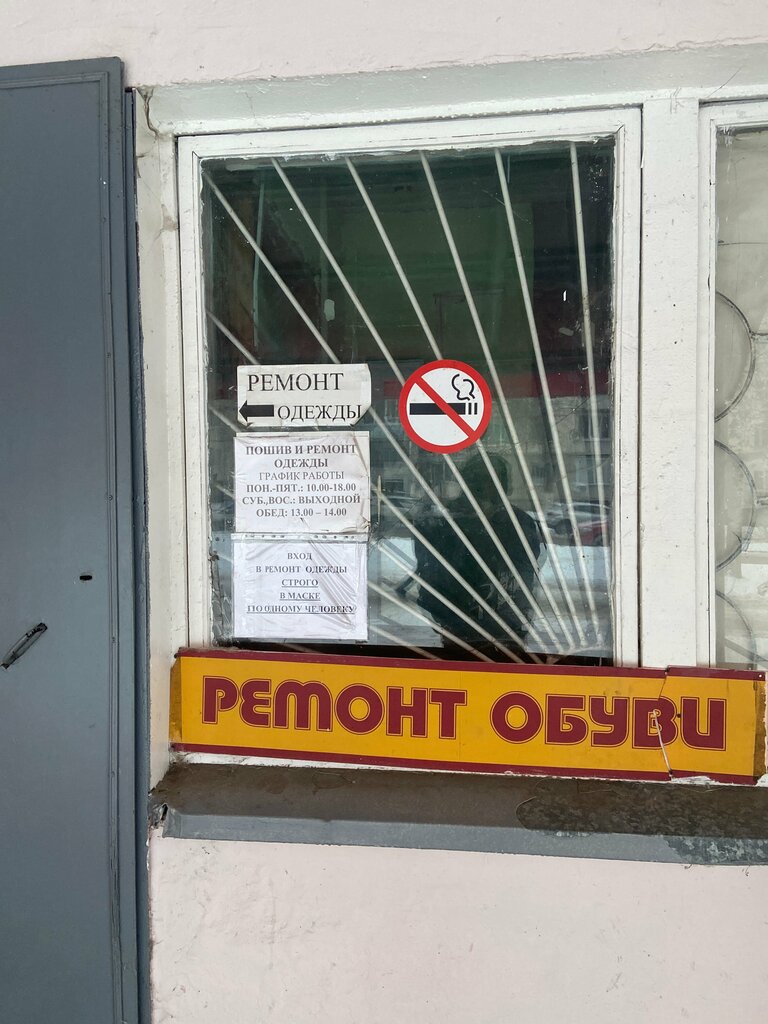 РЕМОНТ
ОДЕЖДЫ
ПОШИВ И РЕМОНТ
ОДЕЖДЫ
ГРАФИК РАБОТЫ
ПОН.-ПЯТ.: 10.00-18.00
СУБ.,ВОС.: ВЫХОДНОЙ
ОБЕД: 13.00 – 14.00
ВХОД
В РЕМОНТ ОДЕЖДЫ
СТРОГО
В МАСКЕ
ПО ОДНОМУ ЧЕЛОВЕКУ
РЕМОНТ ОБУВИ